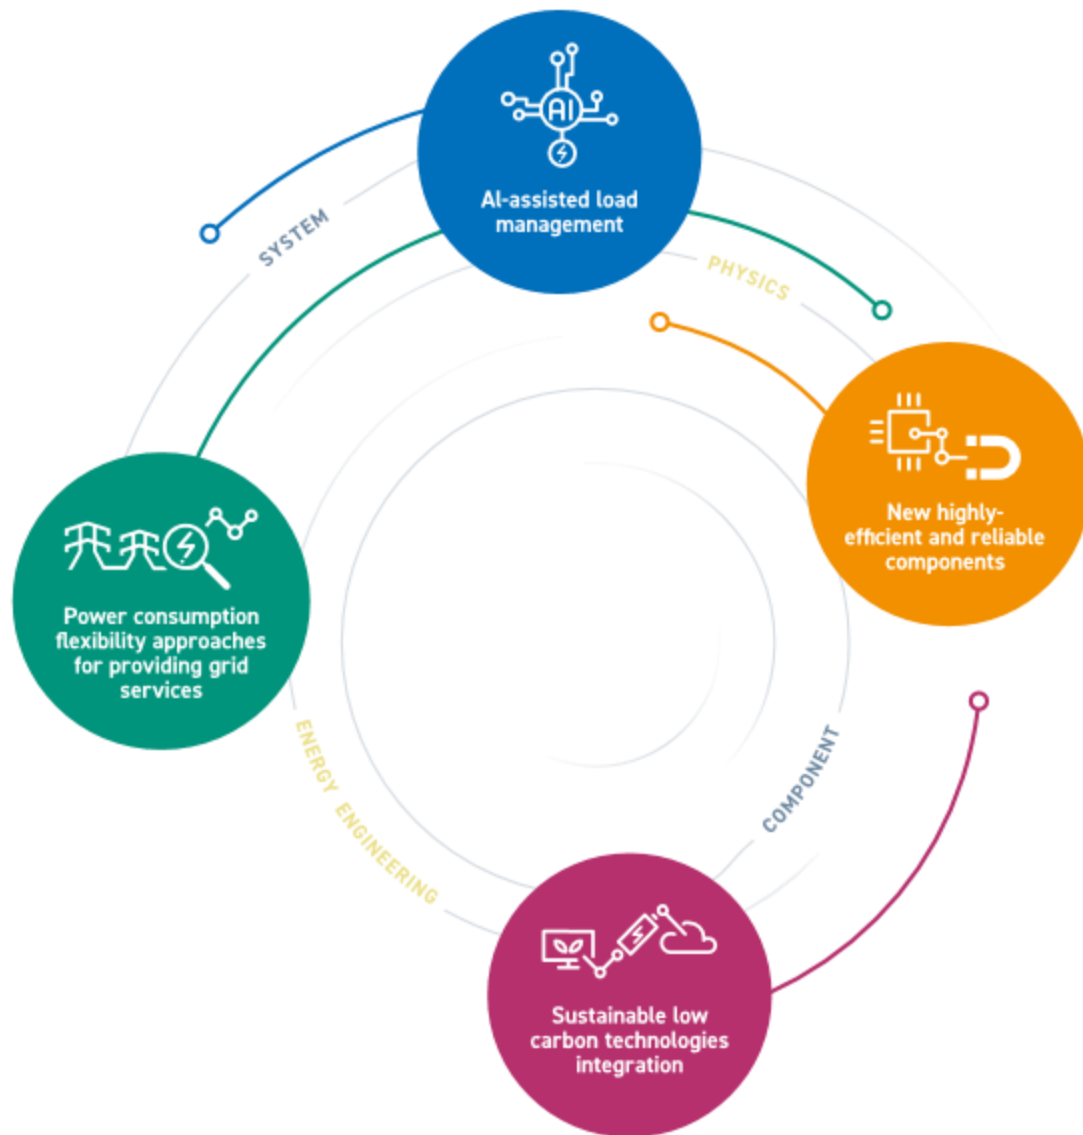 AI
AI-assisted load
management
SYSTEM
PHYSICS
New highly-
efficient and reliable
components
Power consumption
flexibility approaches
for providing grid
services
ENERGY ENGINEERING
COMPONENT
Sustainable low
carbon technologies
integration